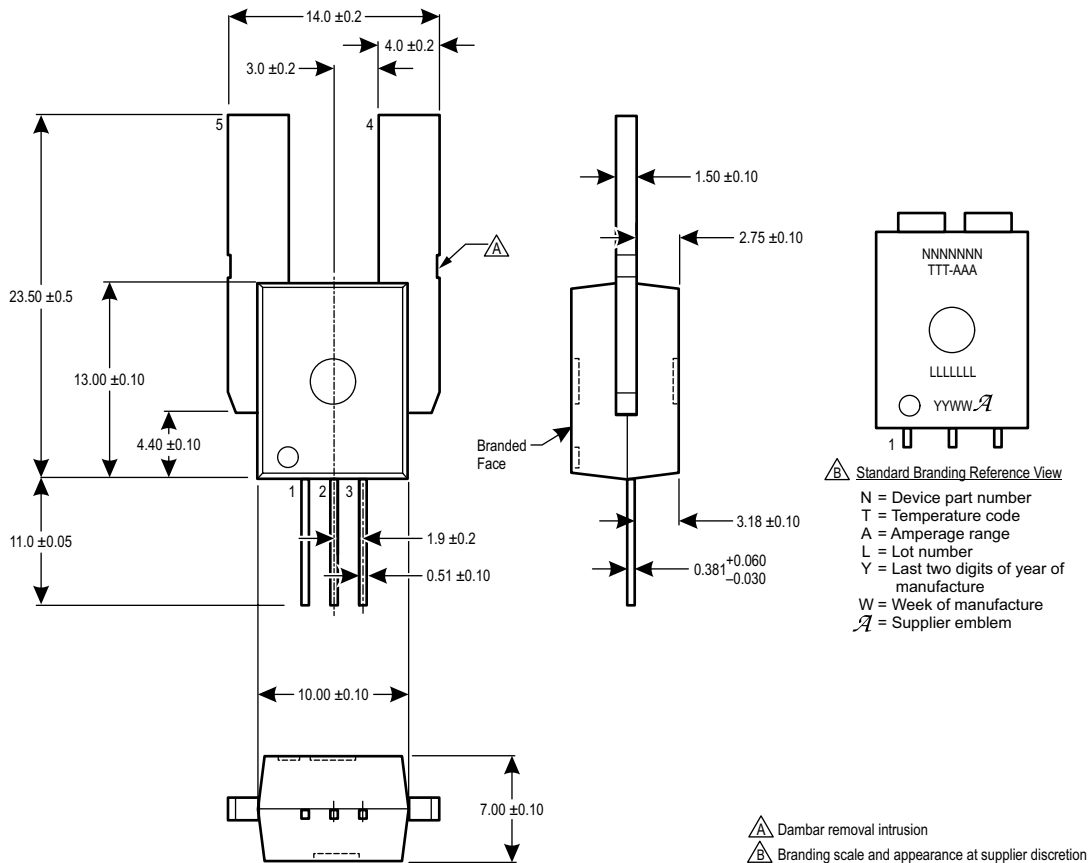 14.0 ±0.2
4.0 ±0.2
3.0 ±0.2
5
4
A
23.50 ±0.5
13.00 ±0.10
4.40 ±0.10
1
2
3
11.0 ±0.05
1.9 ±0.2
0.51 ±0.10
10.00 ±0.10
7.00 ±0.10
1.50 ±0.10
2.75 ±0.10
Branded
Face
3.18 ±0.10
0.381 +0.060
–0.030
NNNNNNN
TTT-AAA
LLLLLLL
YYWW A
1
B Standard Branding Reference View
N = Device part number
T = Temperature code
A = Amperage range
L = Lot number
Y = Last two digits of year of
manufacture
W = Week of manufacture
A = Supplier emblem
A Dambar removal intrusion
B Branding scale and appearance at supplier discretion